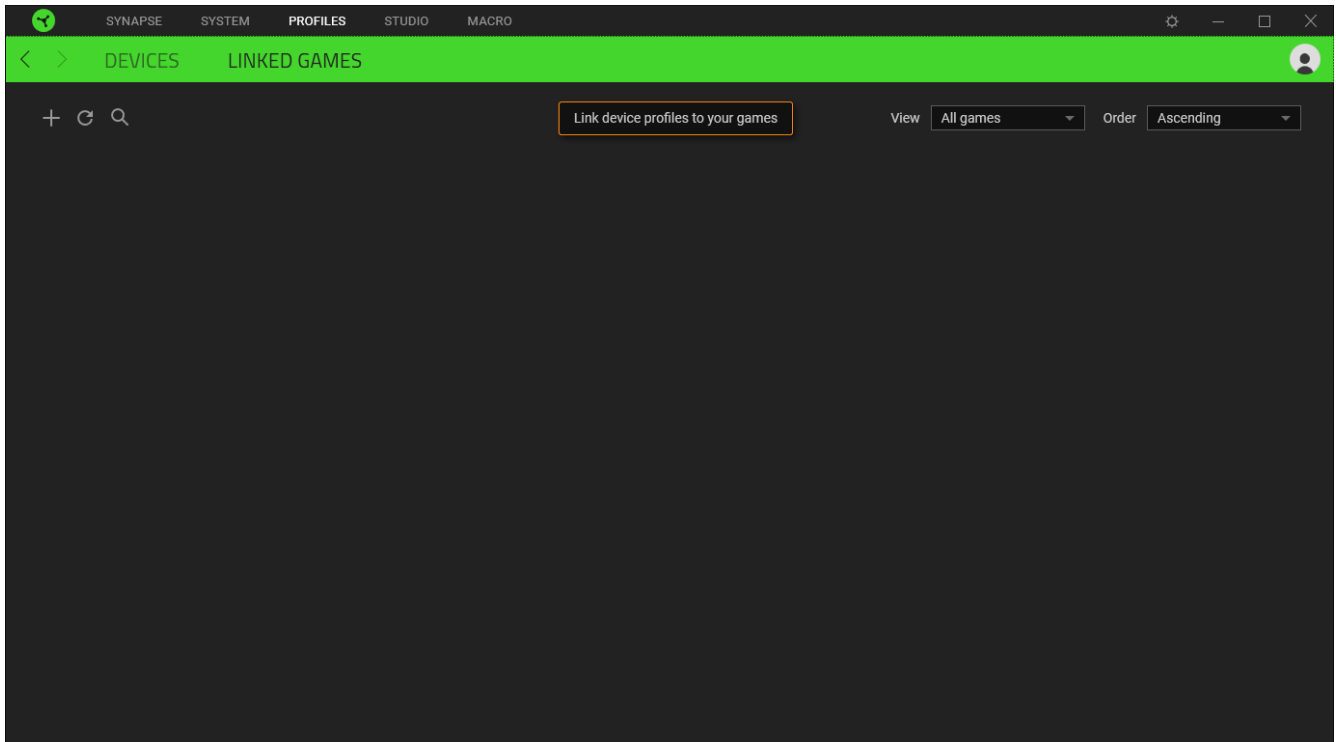 SYNAPSE SYSTEM PROFILES STUDIO MACRO
DEVICES LINKED GAMES
Link device profiles to your games View All games Order Ascending